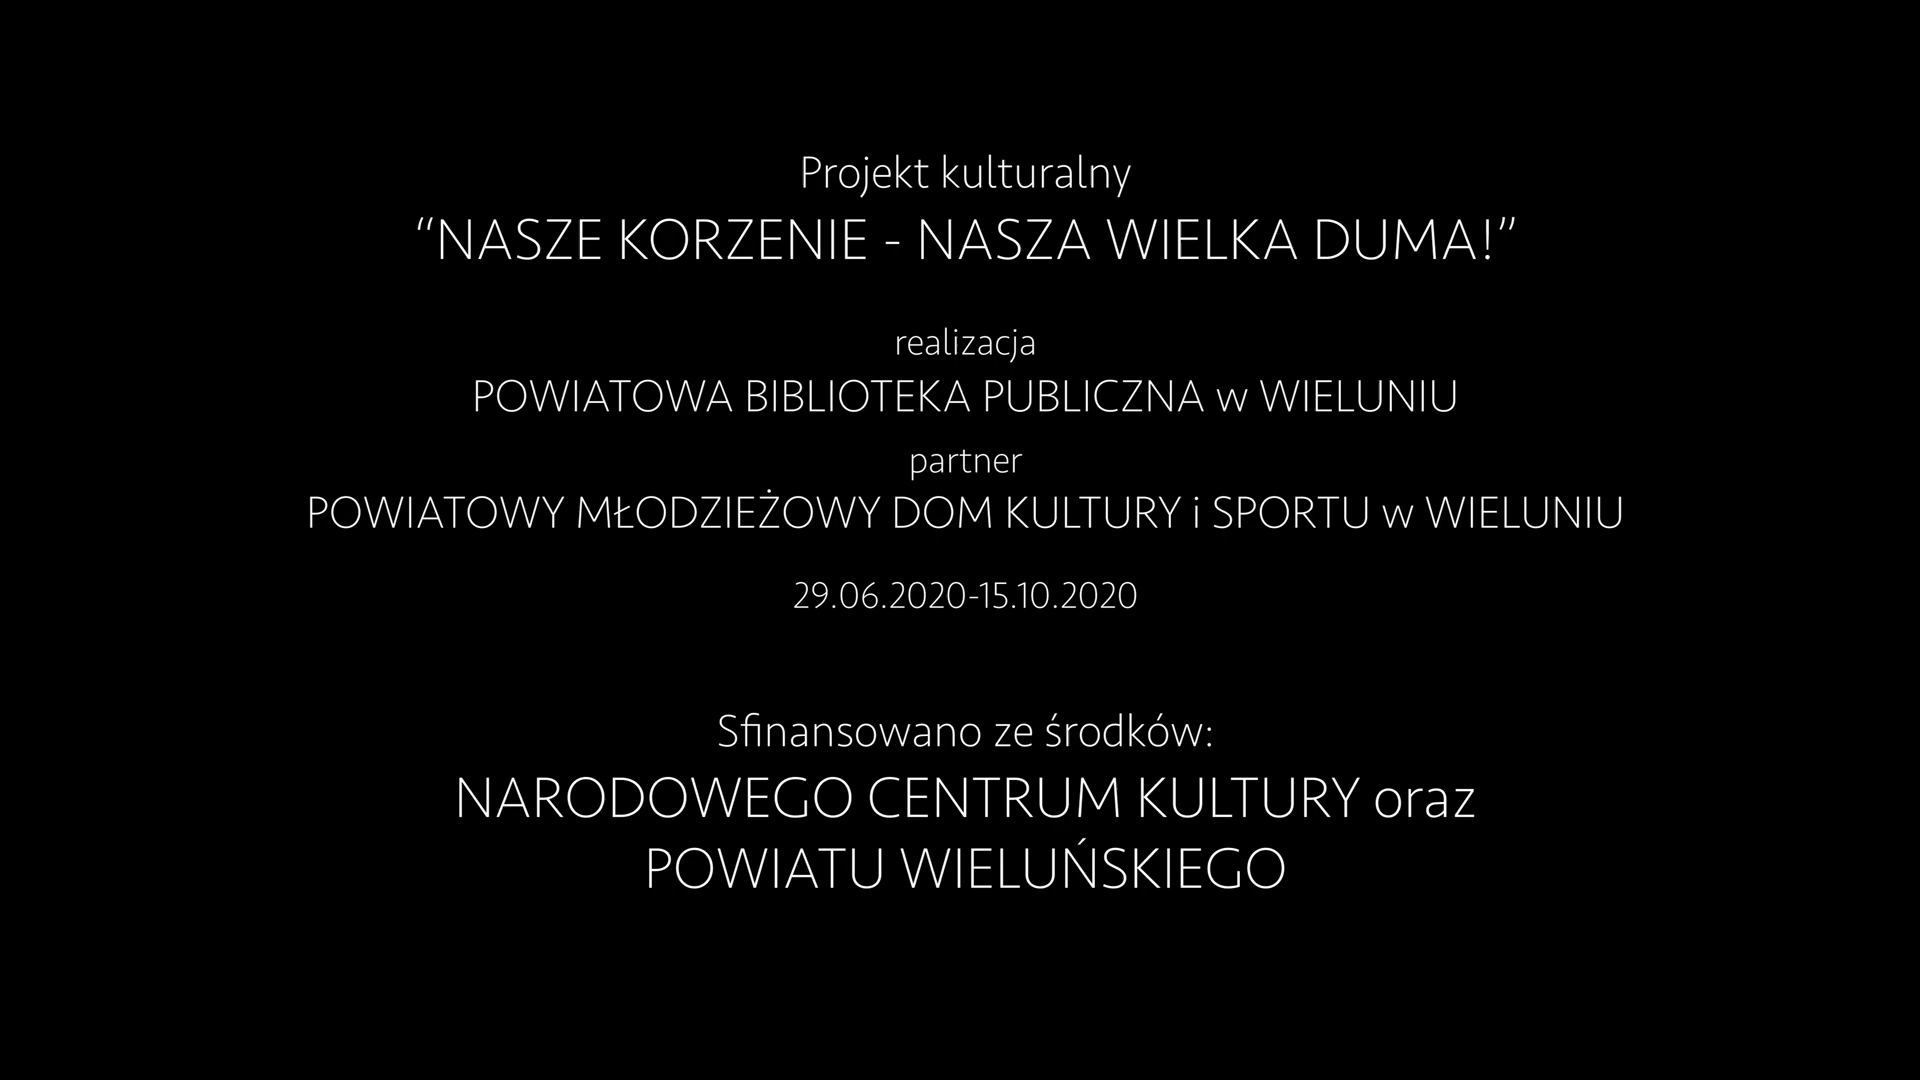 Projekt kulturalny
“NASZE KORZENIE - NASZA WIELKA DUMA!”
realizacja
POWIATOWA BIBLIOTEKA PUBLICZNA w WIELUNIU
partner
POWIATOWY MŁODZIEŻOWY DOM KULTURY i SPORTU w WIELUNIU
29.06.2020-15.10.2020
Sfinansowano ze środków:
NARODOWEGO CENTRUM KULTURY oraz
POWIATU WIELUŃSKIEGO